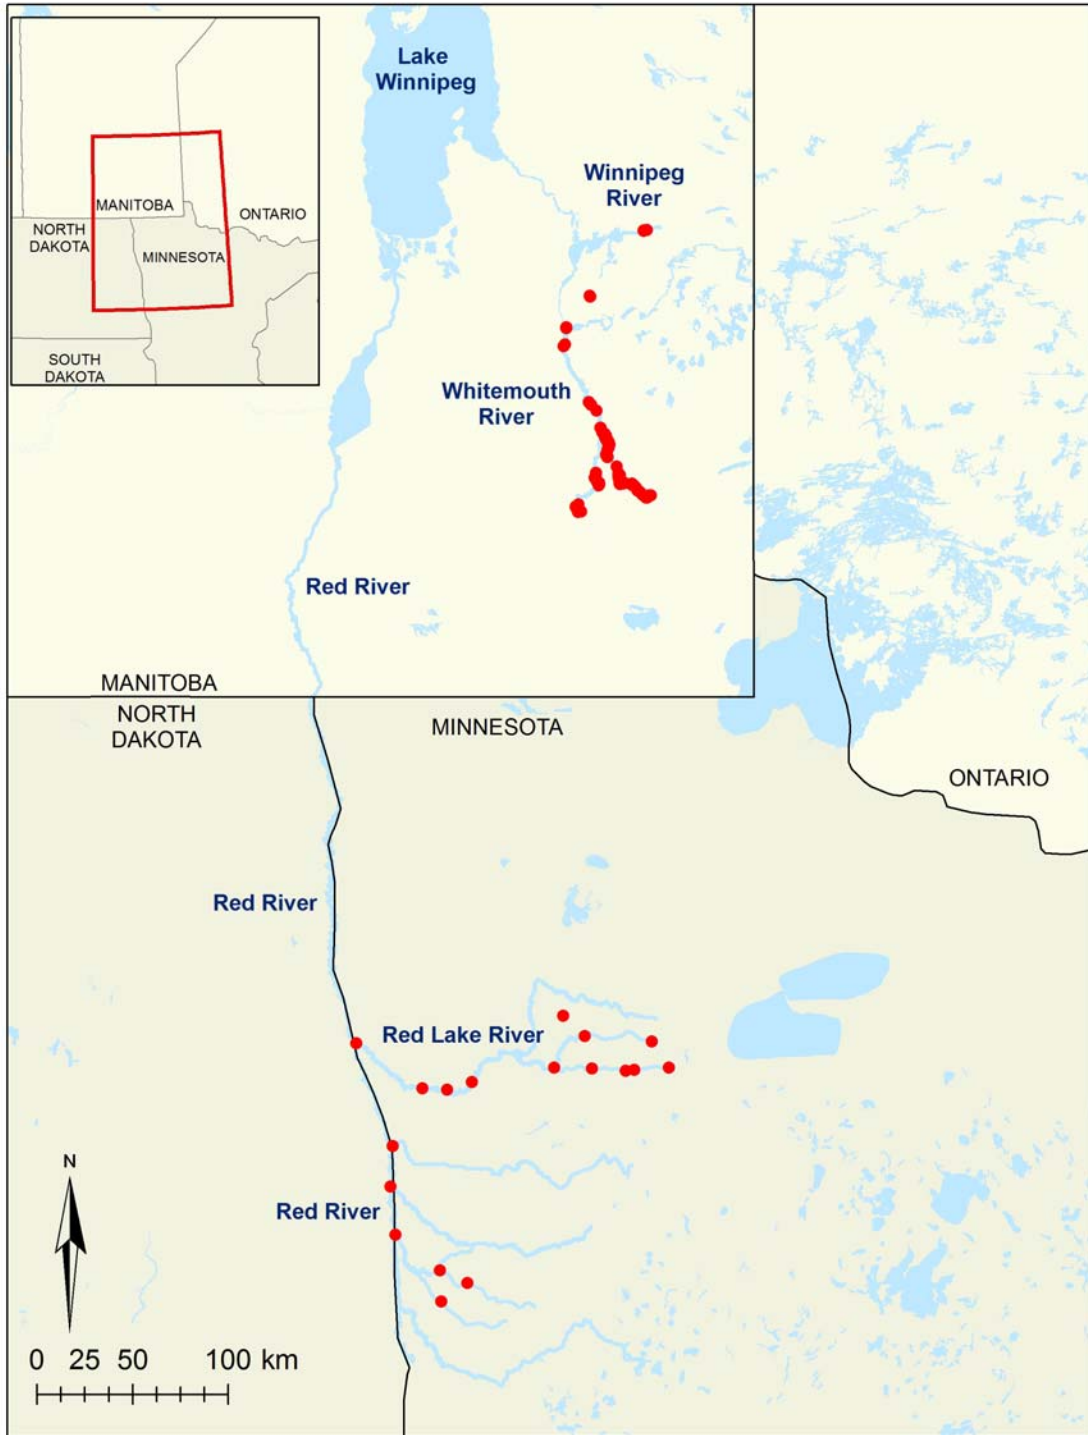 Lake
Winnipeg
Winnipeg
River
MANITOBA
ONTARIO
NORTH
DAKOTA
MINNESOTA
SOUTH
DAKOTA
Whitemouth
River
Red River
MANITOBA
NORTH
DAKOTA
MINNESOTA
ONTARIO
Red River
Red Lake River
N
Red River
0 25 50 100 km